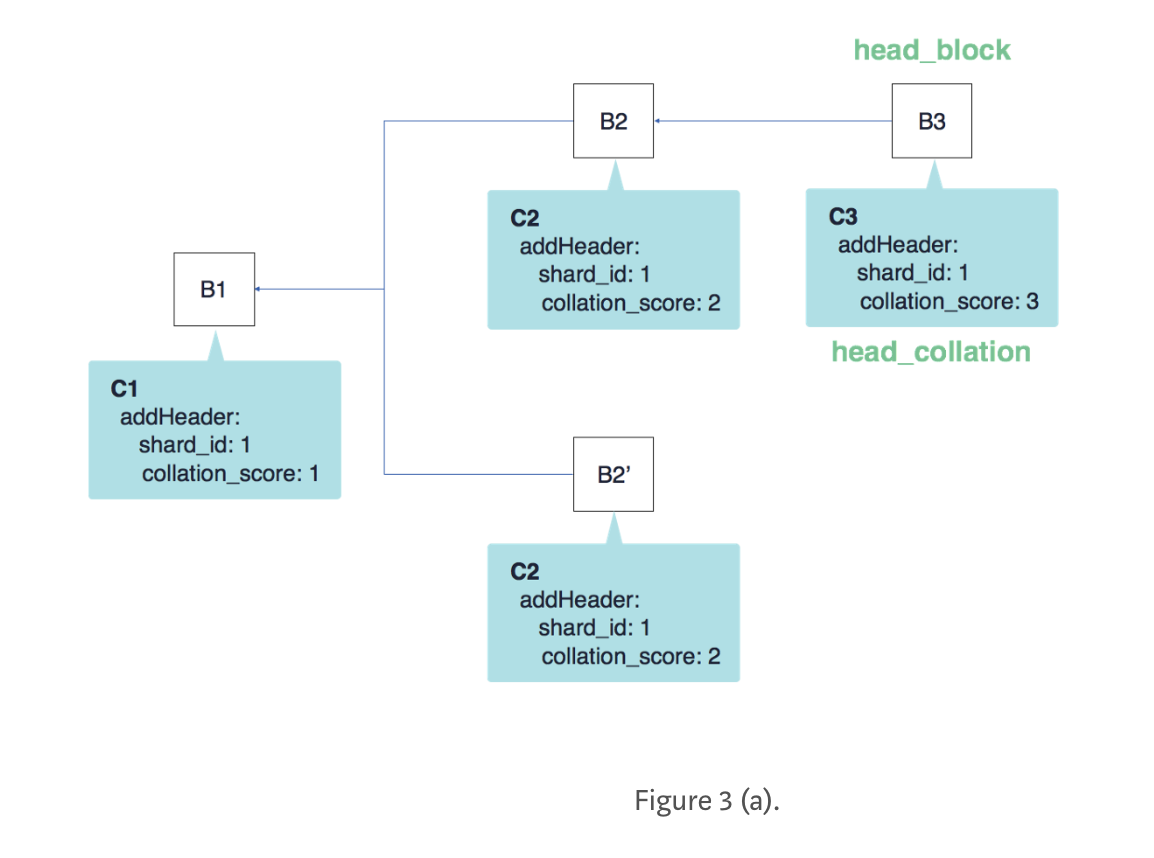 head_block
B2
B3
C2
addHeader:
shard_id: 1
collation_score: 2
C3
addHeader:
shard_id: 1
collation_score: 3
head_collation
B1
C1
addHeader:
shard_id: 1
collation_score: 1
B2’
C2
addHeader:
shard_id: 1
collation_score: 2
Figure 3 (a).